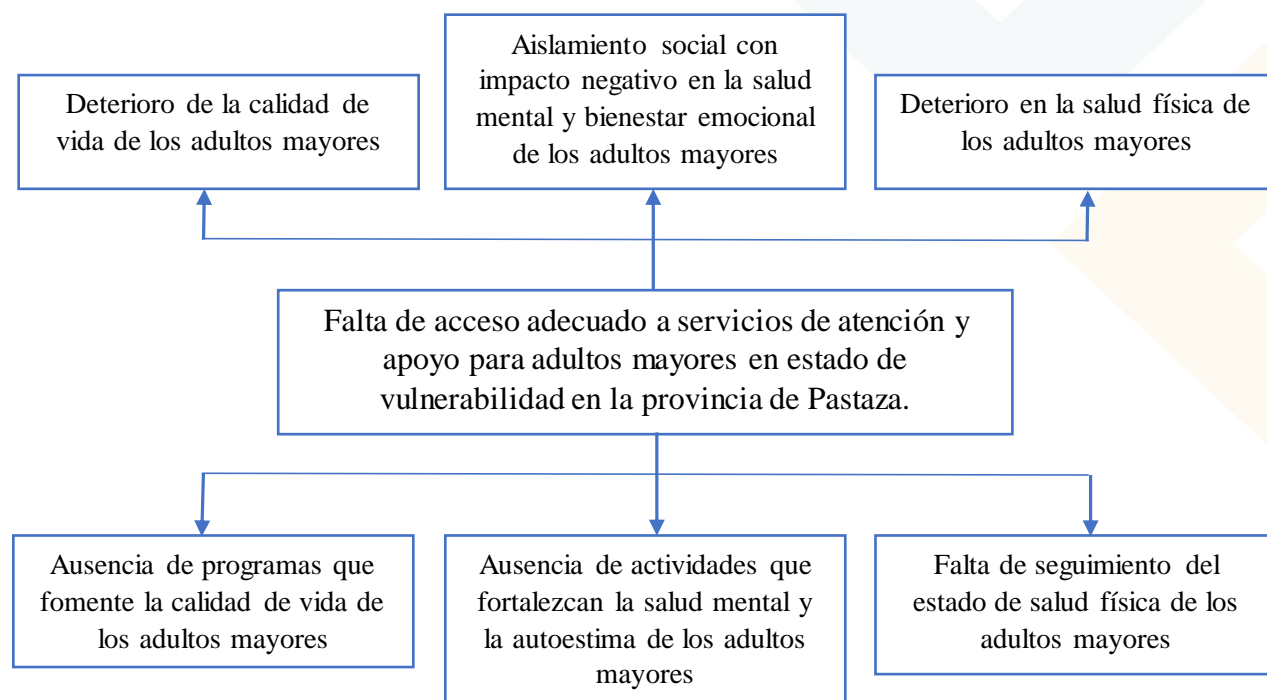 Deterioro de la calidad de
vida de los adultos mayores
Aislamiento social con
impacto negativo en la salud
mental y bienestar emocional
de los adultos mayores
Deterioro en la salud física de
los adultos mayores
Falta de acceso adecuado a servicios de atención y
apoyo para adultos mayores en estado de
vulnerabilidad en la provincia de Pastaza.
Ausencia de programas que
fomente la calidad de vida de
los adultos mayores
Ausencia de actividades que
fortalezcan la salud mental y
la autoestima de los adultos
mayores
Falta de seguimiento del
estado de salud física de los
adultos mayores